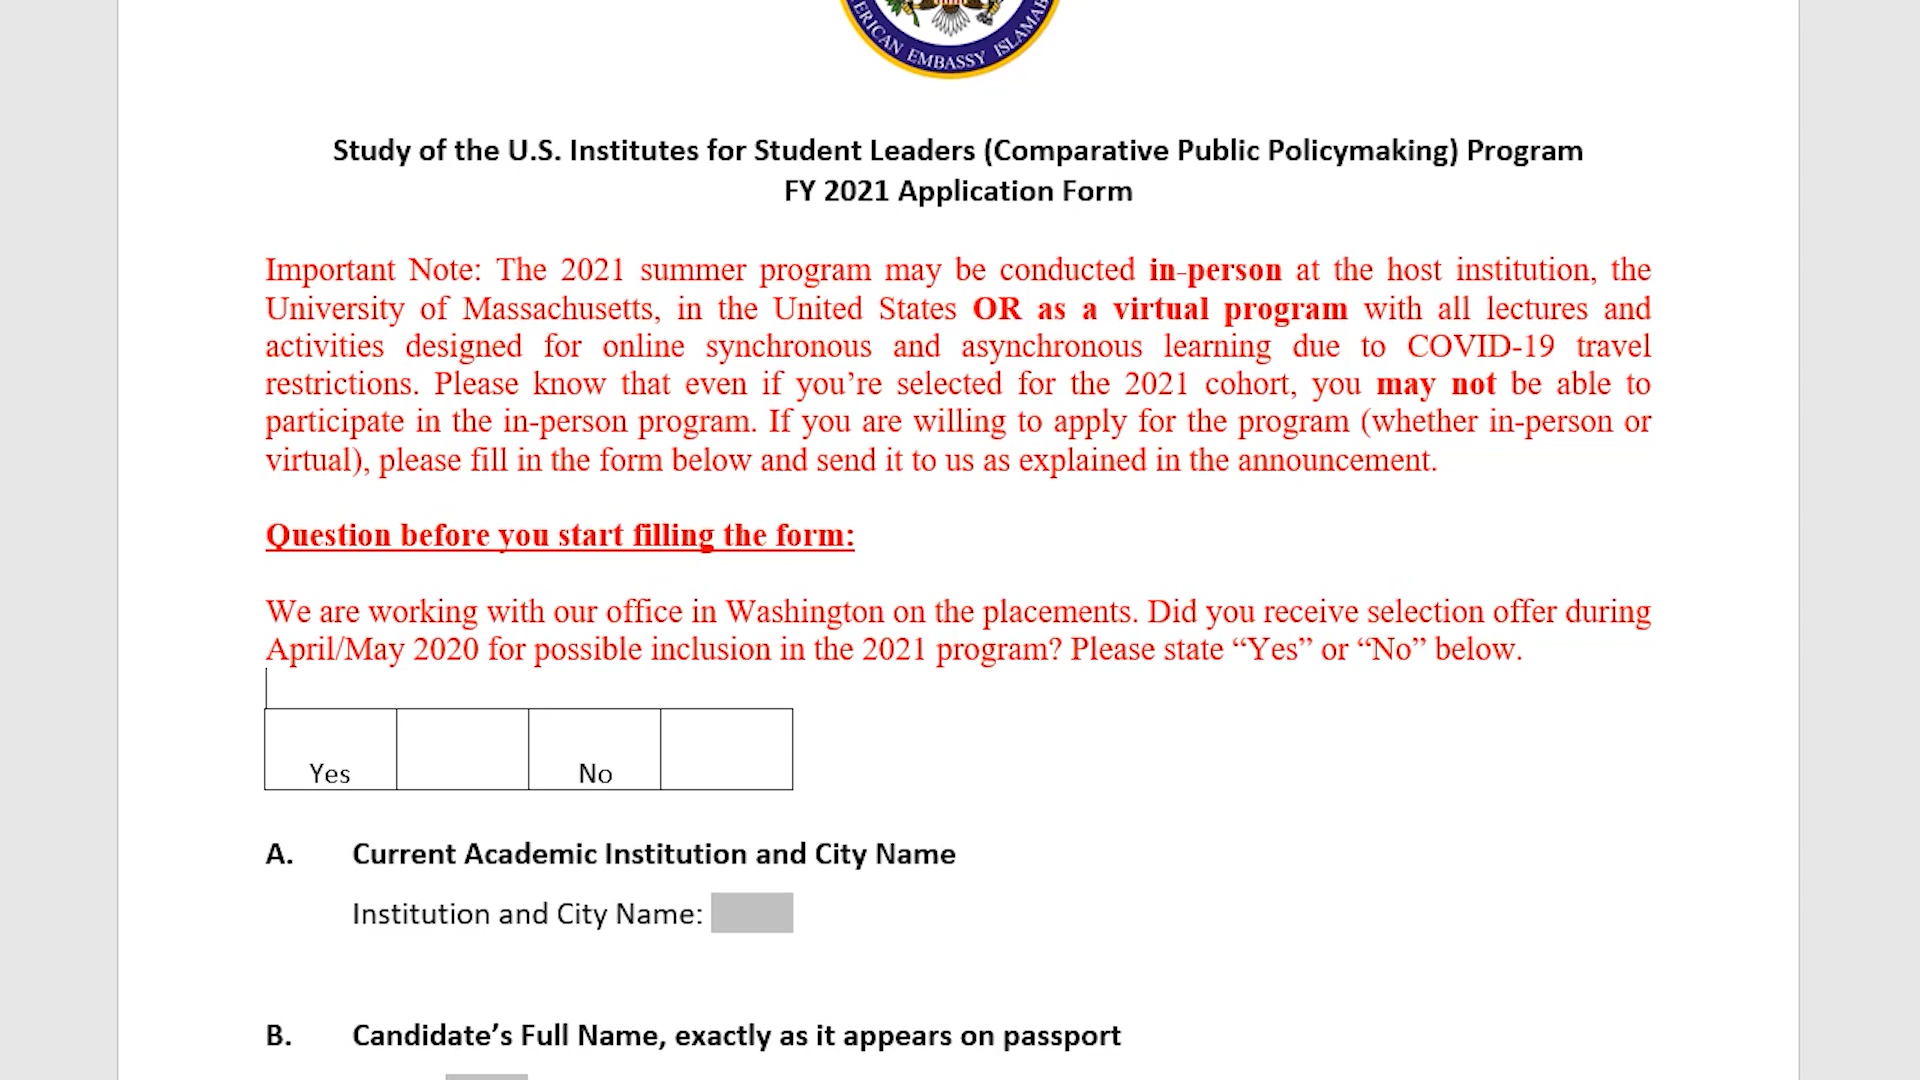 ERICAN EMBASSY ISLAMAB
Study of the U.S. Institutes for Student Leaders (Comparative Public Policymaking) Program
FY 2021 Application Form
Important Note: The 2021 summer program may be conducted in-person at the host institution, the
University of Massachusetts, in the United States OR as a virtual program with all lectures and
activities designed for online synchronous and asynchronous learning due to COVID-19 travel
restrictions. Please know that even if you’re selected for the 2021 cohort, you may not be able to
participate in the in-person program. If you are willing to apply for the program (whether in-person or
virtual), please fill in the form below and send it to us as explained in the announcement.
Question before you start filling the form:
We are working with our office in Washington on the placements. Did you receive selection offer during
April/May 2020 for possible inclusion in the 2021 program? Please state “Yes” or “No” below.
Yes No
A. Current Academic Institution and City Name
Institution and City Name:
B. Candidate’s Full Name, exactly as it appears on passport